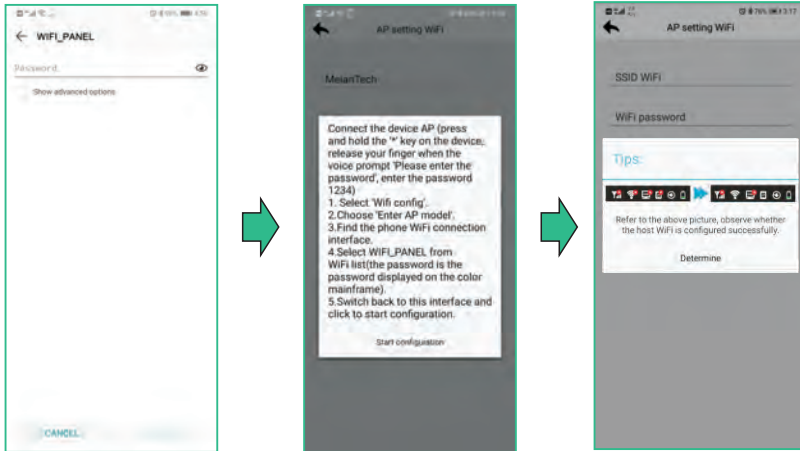 ← WIFI_PANEL
Password
Show advanced options
CANCEL
AP setting WiFi
MeianTech
Connect the device AP (press
and hold the '*' key on the device,
release your finger when the
voice prompt 'Please enter the
password', enter the password
1234)
1. Select 'Wifi config'.
2.Choose 'Enter AP model'.
3.Find the phone WiFi connection
interface.
4.Select WIFI_PANEL from
WiFi list(the password is the
password displayed on the color
mainframe).
5.Switch back to this interface and
click to start configuration.
Start configuration
AP setting WiFi
SSID WiFi
WiFi password
Tips:
Refer to the above picture, observe whether
the host WiFi is configured successfully.
Determine